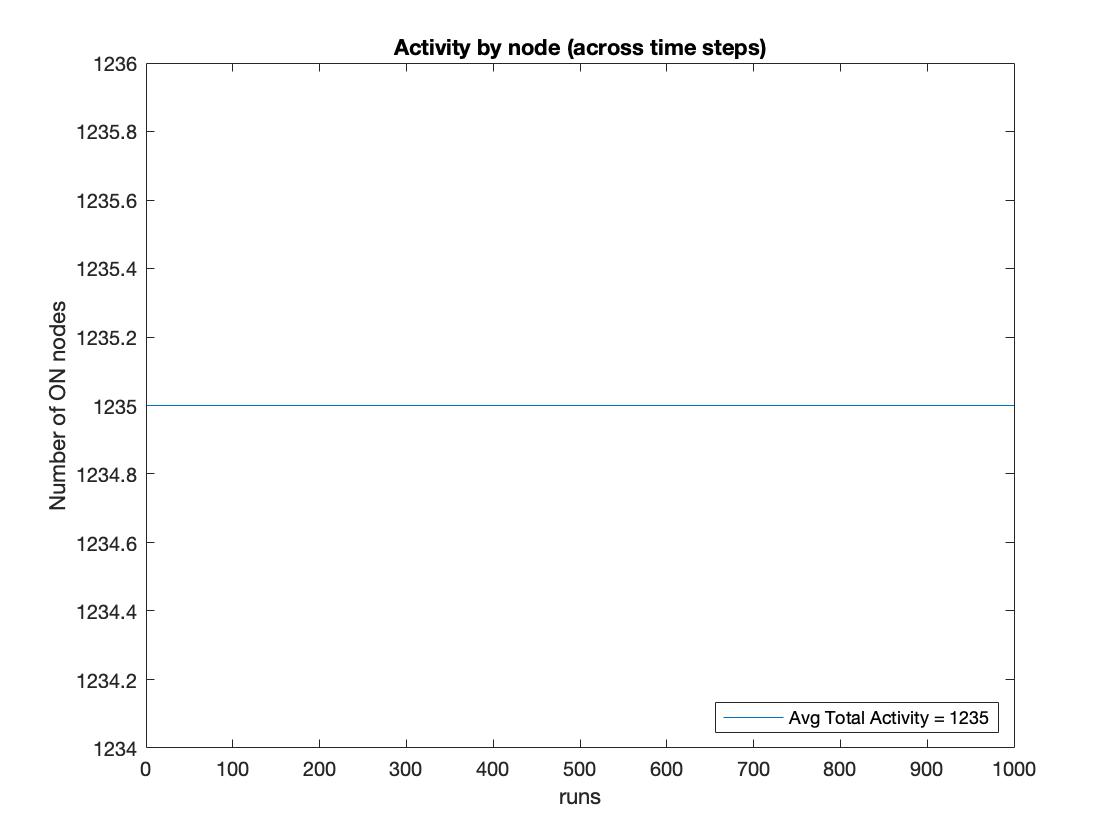 Activity by node (across time steps)
1236
1235.8
1235.6
1235.4
1235.2
1235
1234.8
1234.6
1234.4
1234.2
1234
Number of ON nodes
Avg Total Activity = 1235
0 100 200 300 400 500 600 700 800 900 1000
runs